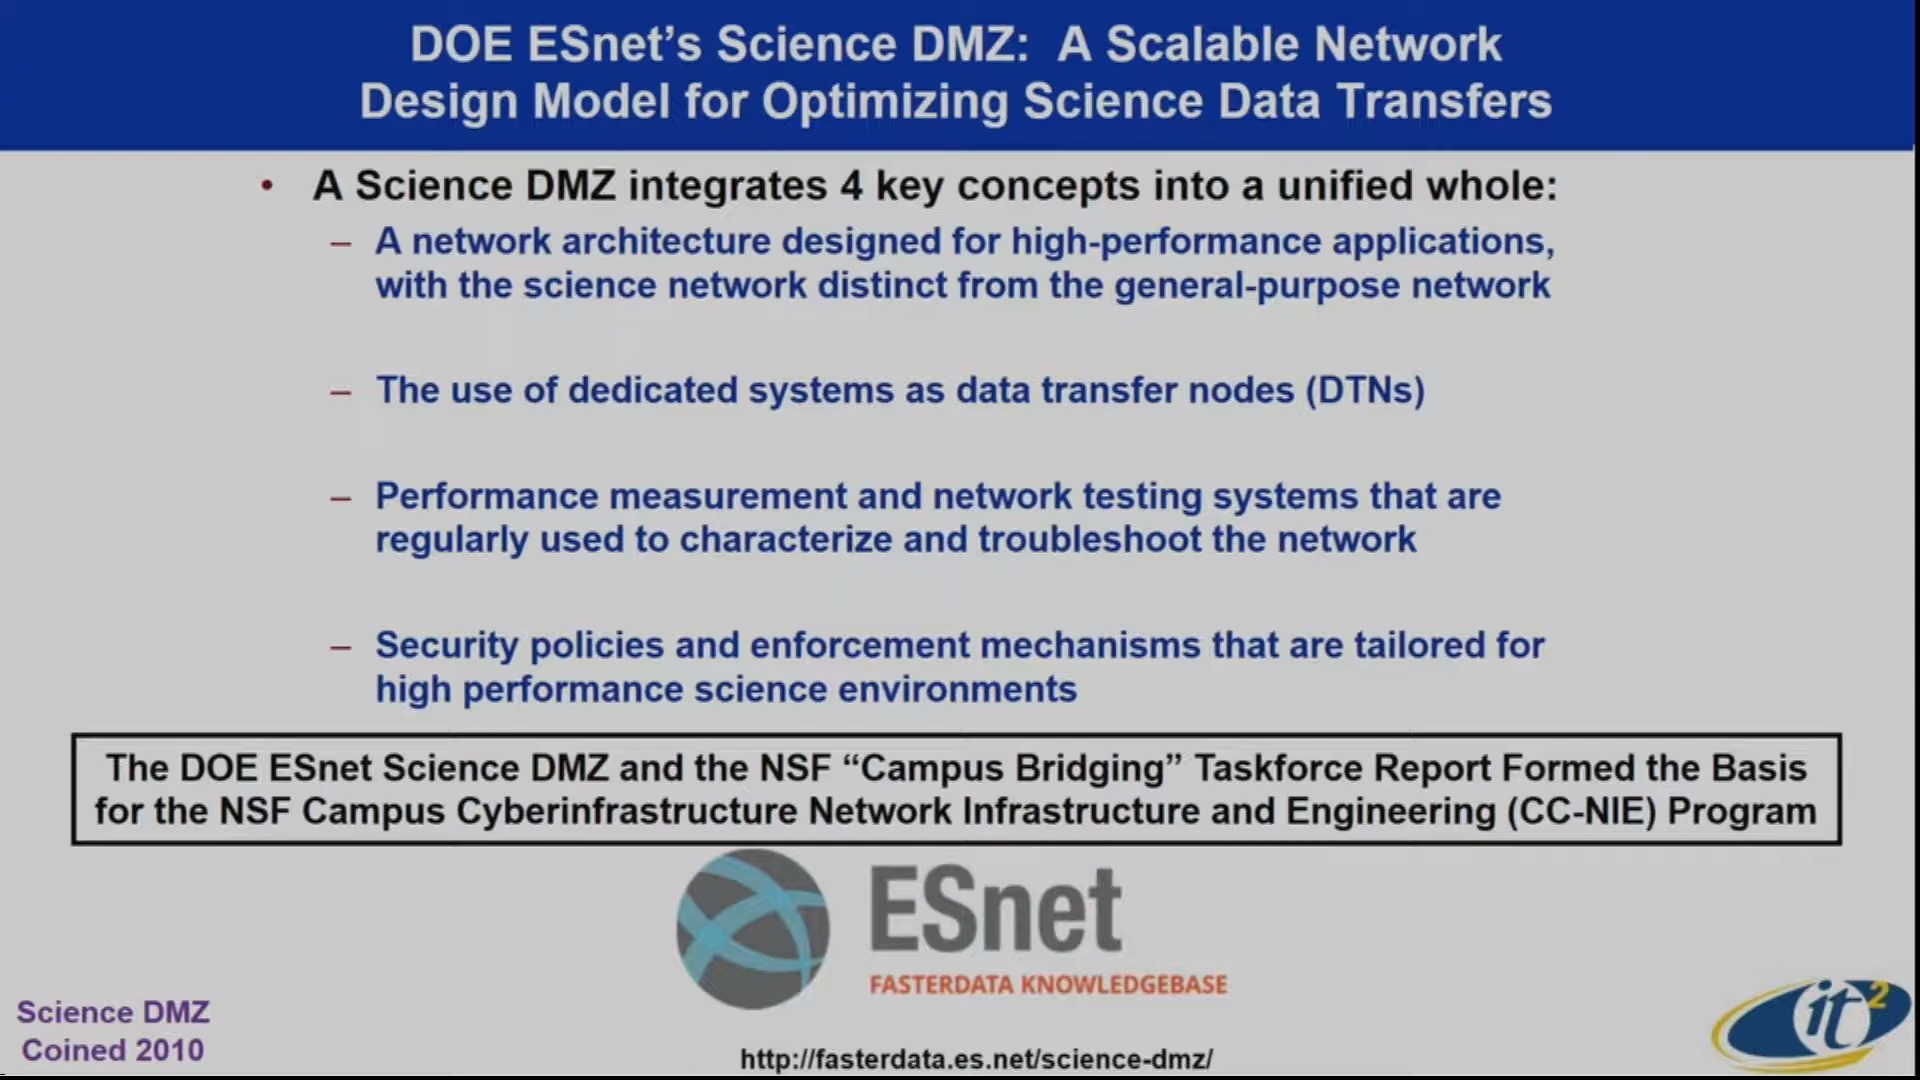 DOE ESnet’s Science DMZ: A Scalable Network
Design Model for Optimizing Science Data Transfers
• A Science DMZ integrates 4 key concepts into a unified whole:
– A network architecture designed for high-performance applications,
with the science network distinct from the general-purpose network
– The use of dedicated systems as data transfer nodes (DTNs)
– Performance measurement and network testing systems that are
regularly used to characterize and troubleshoot the network
– Security policies and enforcement mechanisms that are tailored for
high performance science environments
The DOE ESnet Science DMZ and the NSF “Campus Bridging” Taskforce Report Formed the Basis
for the NSF Campus Cyberinfrastructure Network Infrastructure and Engineering (CC-NIE) Program
ESnet
FASTERDATA KNOWLEDGEBASE
Science DMZ
Coined 2010
http://fasterdata.es.net/science-dmz/
it2